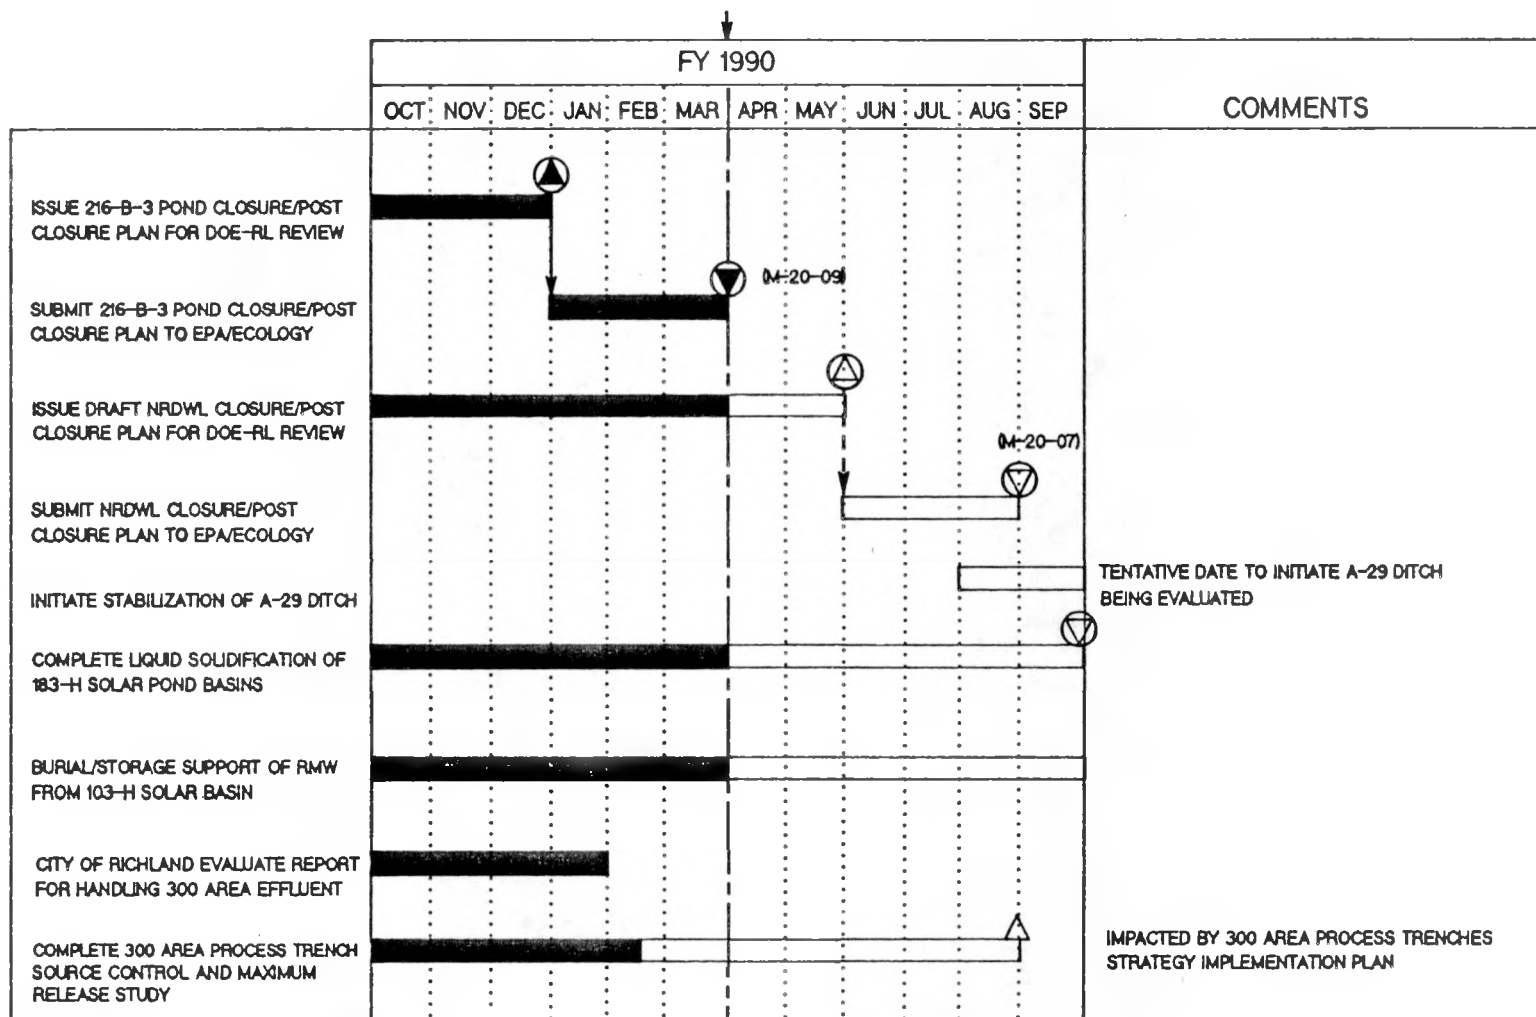 FY 1990
OCT NOV DEC JAN FEB MAR APR MAY JUN JUL AUG SEP
COMMENTS
ISSUE 216-B-3 POND CLOSURE/POST
CLOSURE PLAN FOR DOE-RL REVIEW
(M-20-09)
SUBMIT 216-B-3 POND CLOSURE/POST
CLOSURE PLAN TO EPA/ECOLOGY
ISSUE DRAFT NRDWL CLOSURE/POST
CLOSURE PLAN FOR DOE-RL REVIEW
(M-20-07)
SUBMIT NRDWL CLOSURE/POST
CLOSURE PLAN TO EPA/ECOLOGY
INITIATE STABILIZATION OF A-29 DITCH
TENTATIVE DATE TO INITIATE A-29 DITCH
BEING EVALUATED
COMPLETE LIQUID SOLIDIFICATION OF
183-H SOLAR POND BASINS
BURIAL/STORAGE SUPPORT OF RMW
FROM 103-H SOLAR BASIN
CITY OF RICHLAND EVALUATE REPORT
FOR HANDLING 300 AREA EFFLUENT
COMPLETE 300 AREA PROCESS TRENCH
SOURCE CONTROL AND MAXIMUM
RELEASE STUDY
IMPACTED BY 300 AREA PROCESS TRENCHES
STRATEGY IMPLEMENTATION PLAN